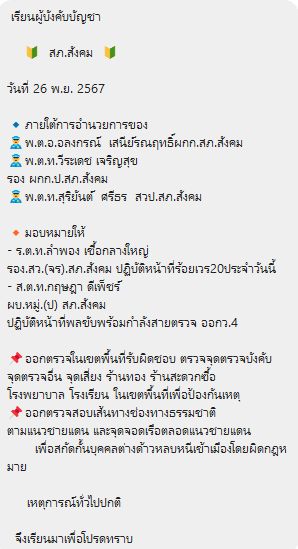 เรียนผู้บังคับบัญชา
🔰 สภ.สังคม 🔰
วันที่ 26 พ.ย. 2567
🔹ภายใต้การอำนวยการของ
👮พ.ต.อ.อลงกรณ์ เสนีย์รณฤทธิ์ผกก.สภ.สังคม
👮พ.ต.ท.วีระเดช เจริญสุข
รอง ผกก.ป.สภ.สังคม
👮พ.ต.ท.สุริยันต์ ศรีธร สวป.สภ.สังคม
🔸มอบหมายให้
- ร.ต.ท.ลำพอง เชื้อกลางใหญ่
รอง.สว.(จร).สภ.สังคม ปฏิบัติหน้าที่ร้อยเวร20ประจำวันนี้
- ส.ต.ท.กฤษฎา ดีเพ็ชร์
ผบ.หมู่.(ป) สภ.สังคม
ปฏิบัติหน้าที่พลขับพร้อมกำลังสายตรวจ ออกว.4
📌ออกตรวจในเขตพื้นที่รับผิดชอบ ตรวจจุดตรวจบังคับ
จุดตรวจอื่น จุดเสี่ยง ร้านทอง ร้านสะดวกซื้อ
โรงพยาบาล โรงเรียน ในเขตพื้นที่เพื่อป้องกันเหตุ
📌ออกตรวจสอบเส้นทางช่องทางธรรมชาติ
ตามแนวชายแดน และจุดจอดเรือตลอดแนวชายแดน
เพื่อสกัดกั้นบุคคลต่างด้าวหลบหนีเข้าเมืองโดยผิดกฎห
มาย
เหตุการณ์ทั่วไปปกติ
จึงเรียนมาเพื่อโปรดทราบ